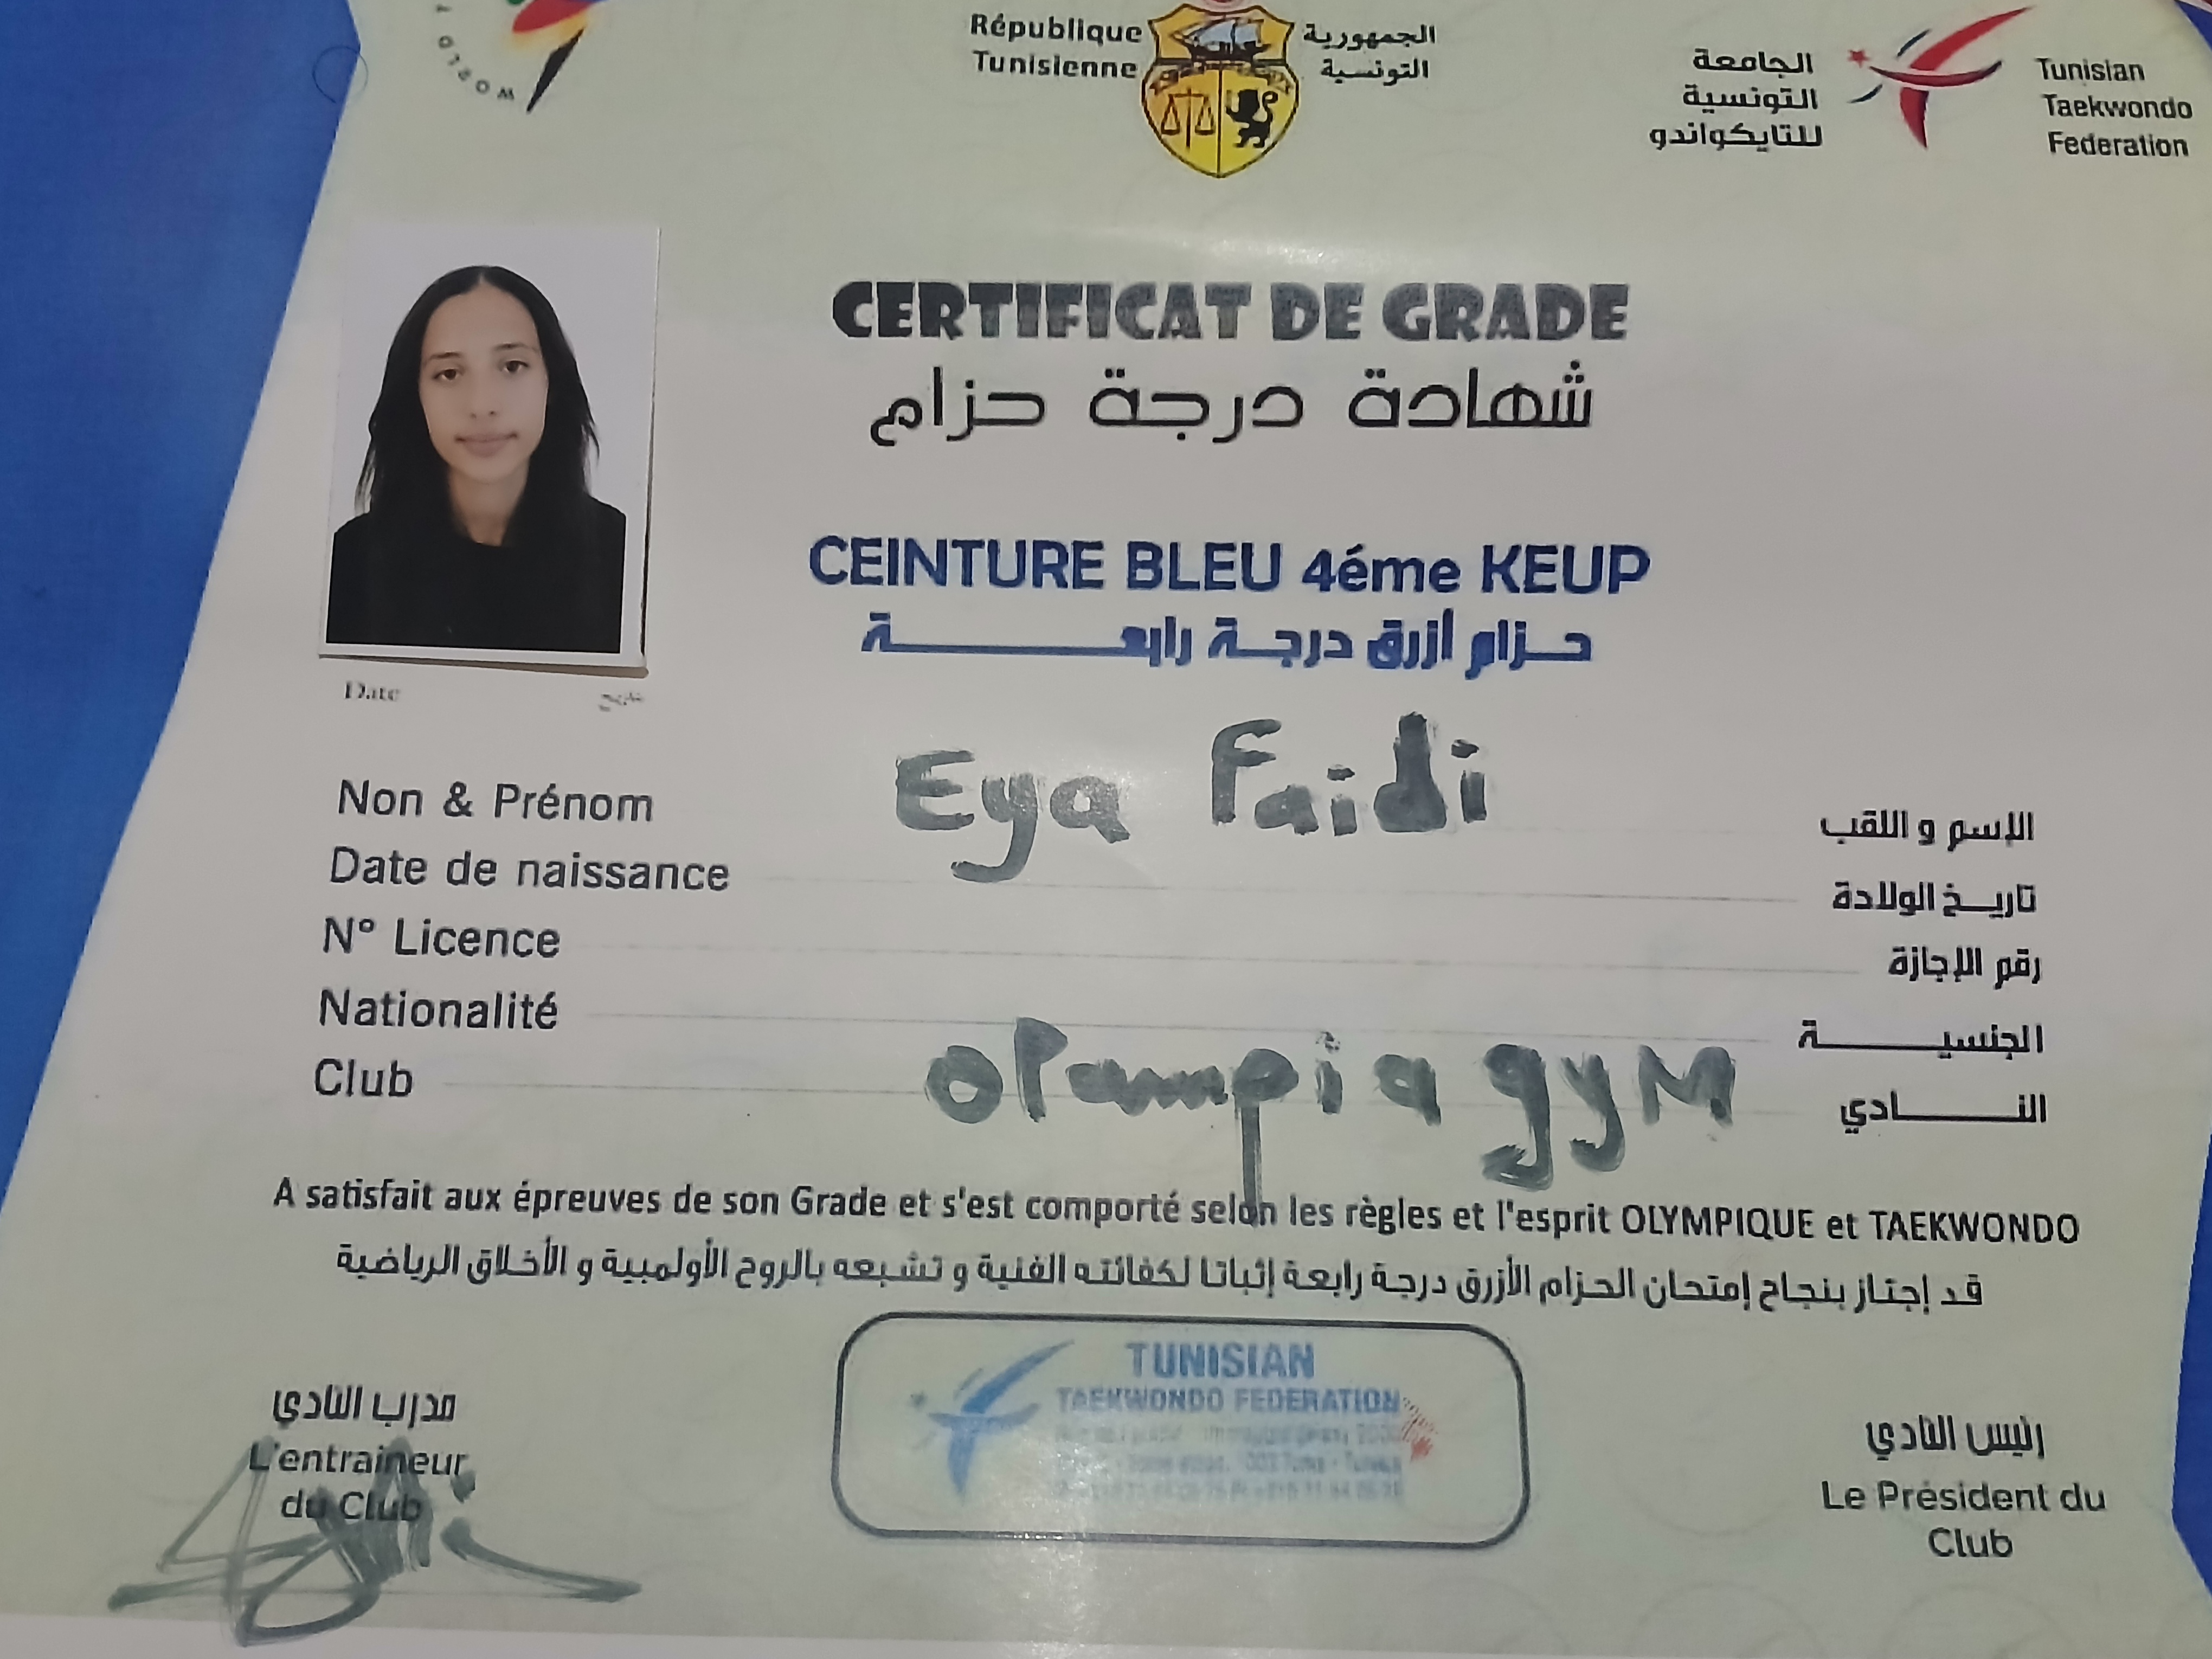 WORLD T
République
Tunisienne
الجمهورية
التونسية
الجامعة
التونسية
للتايكواندو
Tunisian
Taekwondo
Federation
CERTIFICAT DE GRADE
شهادة درجة حزام
CEINTURE BLEU 4éme KEUP
حزام أزرق درجة رابعة
Date
Non & Prénom Eya Faidi الإسم و اللقب
Date de naissance تاريخ الولادة
N° Licence رقم الإجازة
Nationalité الجنسية
Club olampia gyM النادي
A satisfait aux épreuves de son Grade et s'est comporté selon les règles et l'esprit OLYMPIQUE et TAEKWONDO
قد إجتاز بنجاح إمتحان الحزام الأزرق درجة رابعة إثباتا لكفائته الفنية و تشبعه بالروح الأولمبية و الأخلاق الرياضية
مدرب النادي
L'entraineur
du Club
TUNISIAN
TAEKWONDO FEDERATION
رئيس النادي
Le Président du
Club